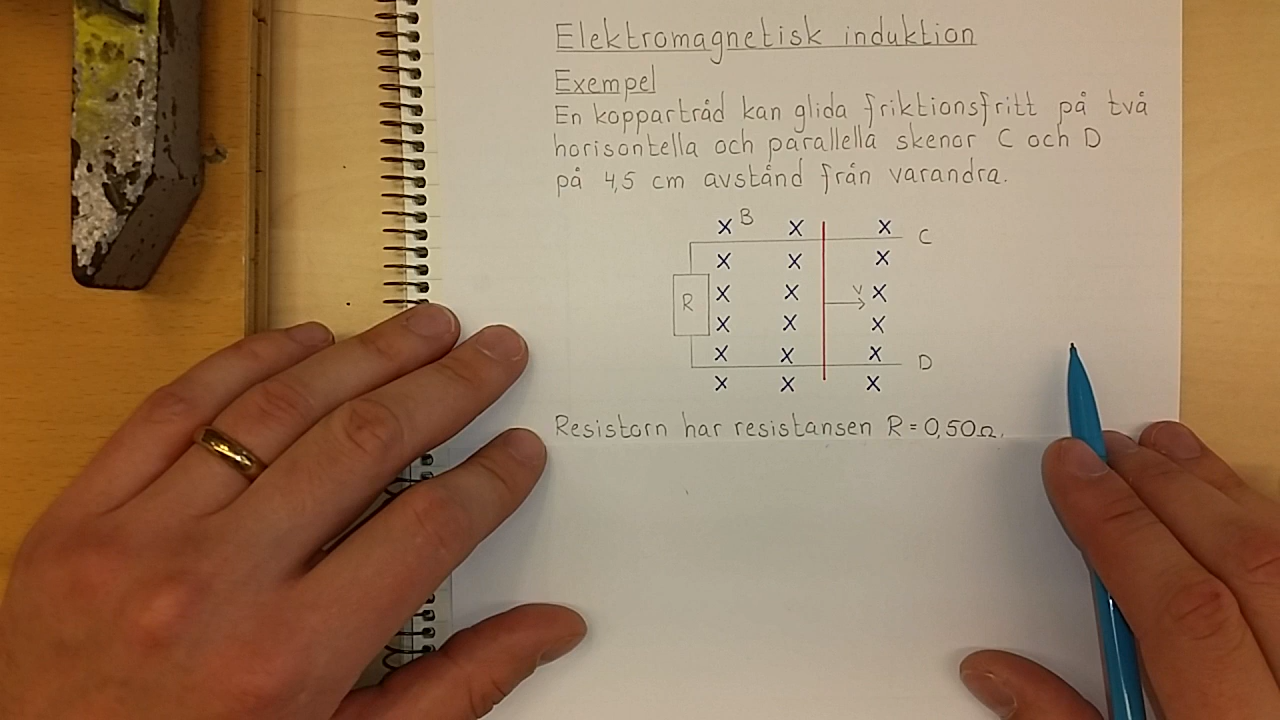 Elektromagnetisk induktion
Exempel
En koppartråd kan glida friktionsfritt på två
horisontella och parallella skenor C och D
på 4,5 cm avstånd från varandra.
x B x x C
x x x
R x x v x
x x x
x x x D
x x x
Resistorn har resistansen R = 0,50Ω.